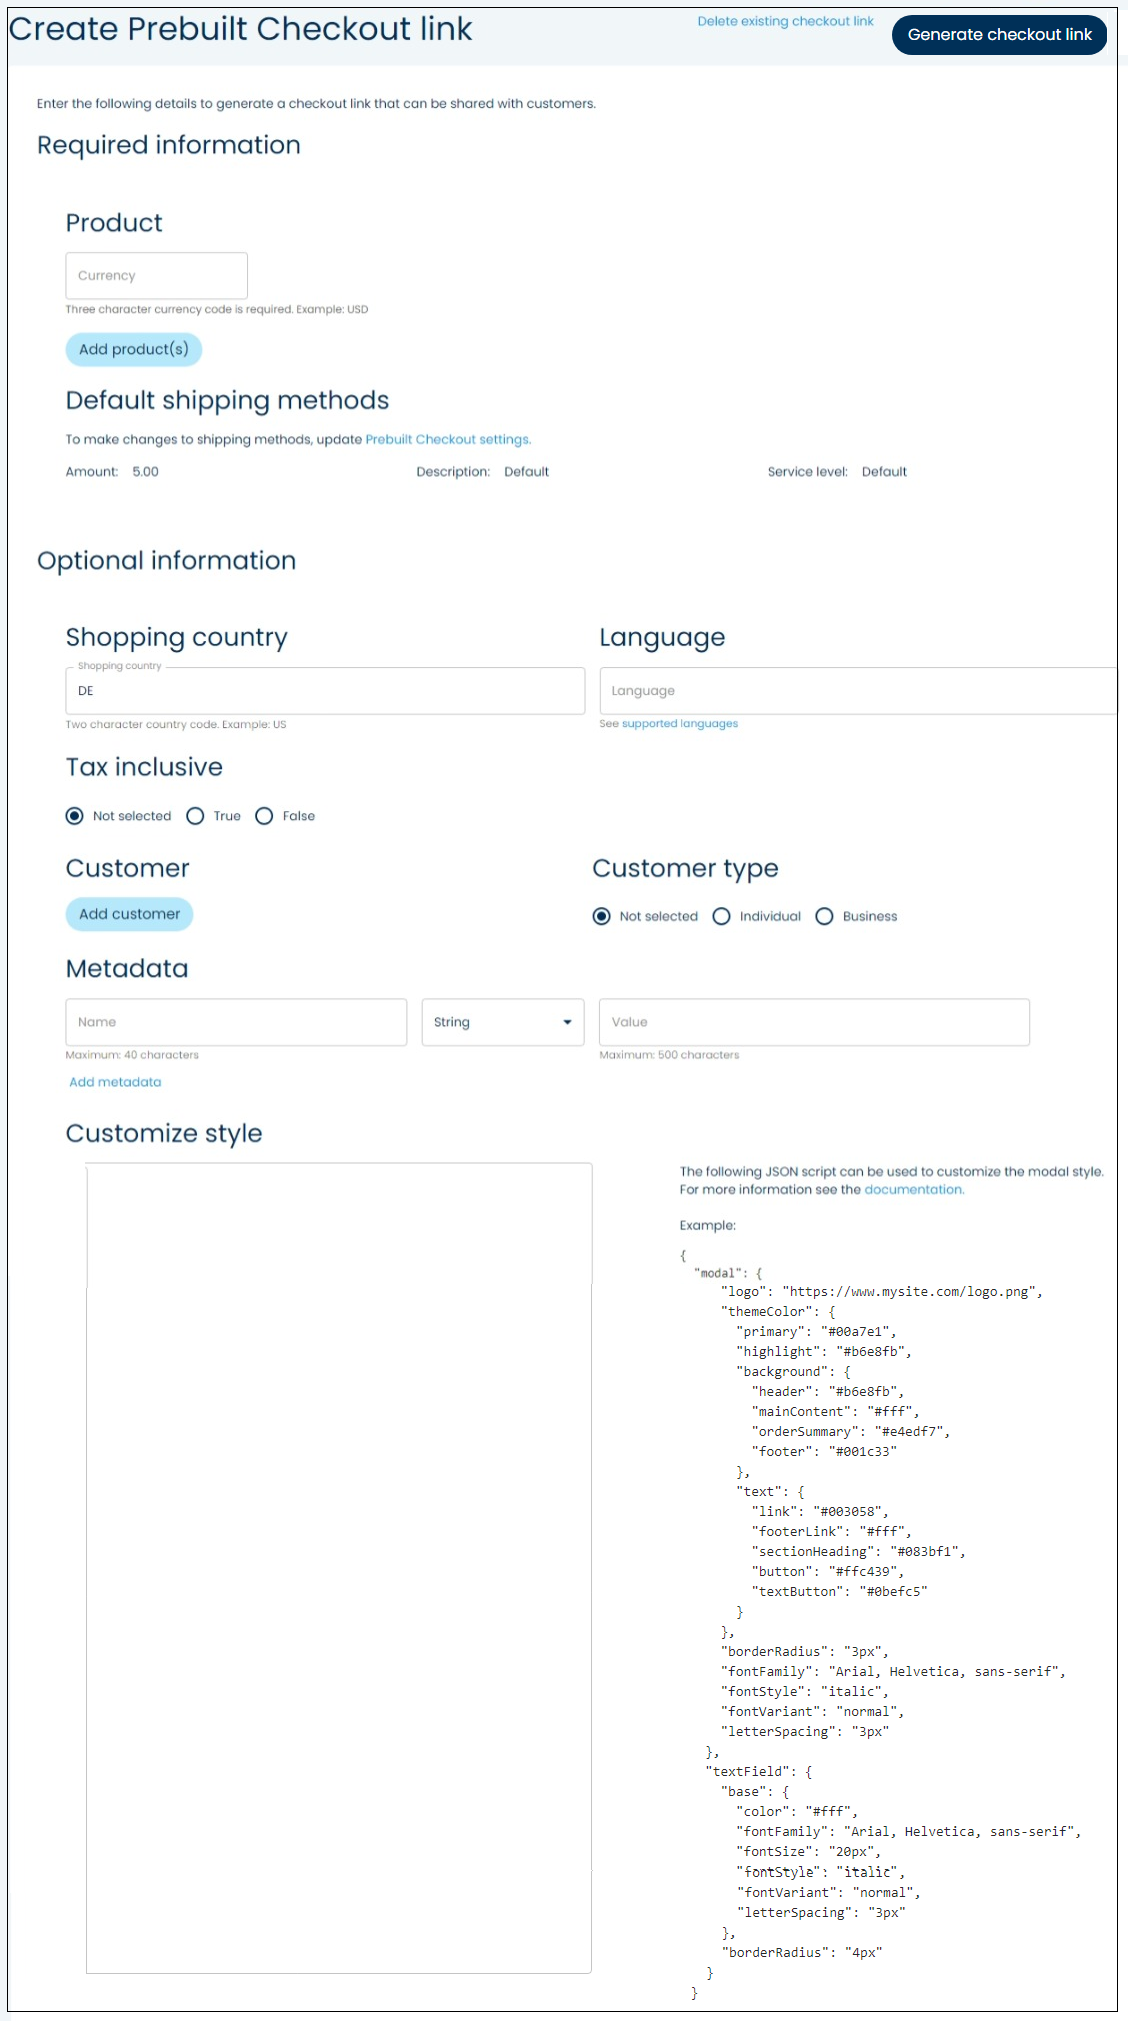 Create Prebuilt Checkout link
Delete existing checkout link
Generate checkout link
Enter the following details to generate a checkout link that can be shared with customers.
Required information
Product
Currency
Three character currency code is required. Example: USD
Add product(s)
Default shipping methods
To make changes to shipping methods, update Prebuilt Checkout settings.
Amount: 5.00 Description: Default Service level: Default
Optional information
Shopping country
Language
Shopping country
DE
Language
Two character country code. Example: US
See supported languages
Tax inclusive
Not selected True False
Customer
Customer type
Add customer
Not selected Individual Business
Metadata
Name String Value
Maximum: 40 characters
Maximum: 500 characters
Add metadata
Customize style
The following JSON script can be used to customize the modal style.
For more information see the documentation.
Example:
{
"modal": {
"logo": "https://www.mysite.com/logo.png",
"themeColor": {
"primary": "#00a7e1",
"highlight": "#b6e8fb",
"background": {
"header": "#b6e8fb",
"mainContent": "#fff",
"orderSummary": "#e4edf7",
"footer": "#001c33"
},
"text": {
"link": "#003058",
"footerLink": "#fff",
"sectionHeading": "#083bf1",
"button": "#ffc439",
"textButton": "#0befc5"
}
},
"borderRadius": "3px",
"fontFamily": "Arial, Helvetica, sans-serif",
"fontStyle": "italic",
"fontVariant": "normal",
"letterSpacing": "3px"
},
"textField": {
"base": {
"color": "#fff",
"fontFamily": "Arial, Helvetica, sans-serif",
"fontSize": "20px",
"fontStyle": "italic",
"fontVariant": "normal",
"letterSpacing": "3px"
},
"borderRadius": "4px"
}
}